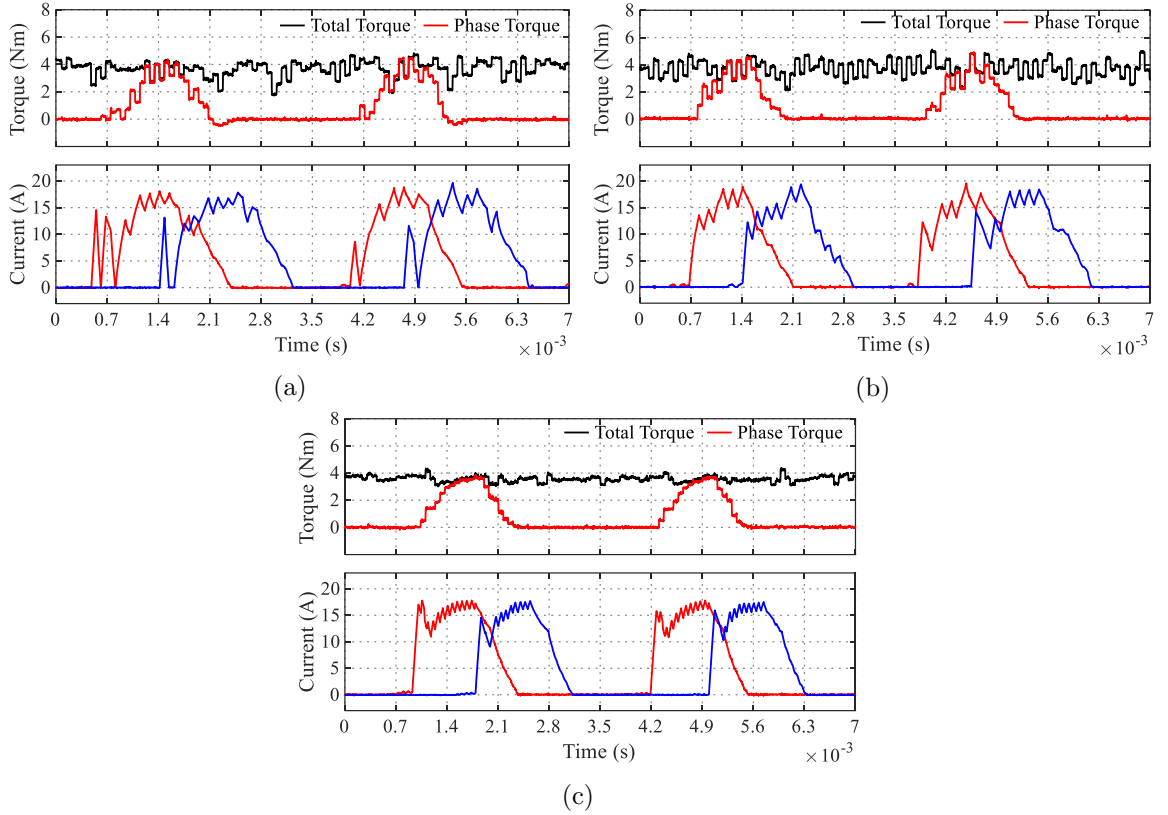 Total Torque Phase Torque
Torque (Nm)
8
6
4
2
0
Current (A)
20
15
10
5
0
0 0.7 1.4 2.1 2.8 3.5 4.2 4.9 5.6 6.3 7
Time (s)
×10⁻³
(a)
Total Torque Phase Torque
Torque (Nm)
8
6
4
2
0
Current (A)
20
15
10
5
0
0 0.7 1.4 2.1 2.8 3.5 4.2 4.9 5.6 6.3 7
Time (s)
×10⁻³
(b)
Total Torque Phase Torque
Torque (Nm)
8
6
4
2
0
Current (A)
20
15
10
5
0
0 0.7 1.4 2.1 2.8 3.5 4.2 4.9 5.6 6.3 7
Time (s)
×10⁻³
(c)